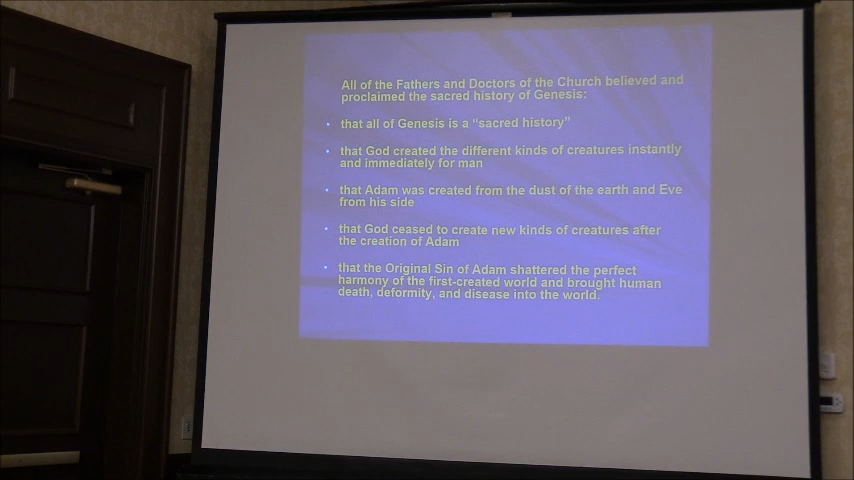 All of the Fathers and Doctors of the Church believed and
proclaimed the sacred history of Genesis:
• that all of Genesis is a “sacred history”
• that God created the different kinds of creatures instantly
and immediately for man
• that Adam was created from the dust of the earth and Eve
from his side
• that God ceased to create new kinds of creatures after
the creation of Adam
• that the Original Sin of Adam shattered the perfect
harmony of the first-created world and brought human
death, deformity, and disease into the world.